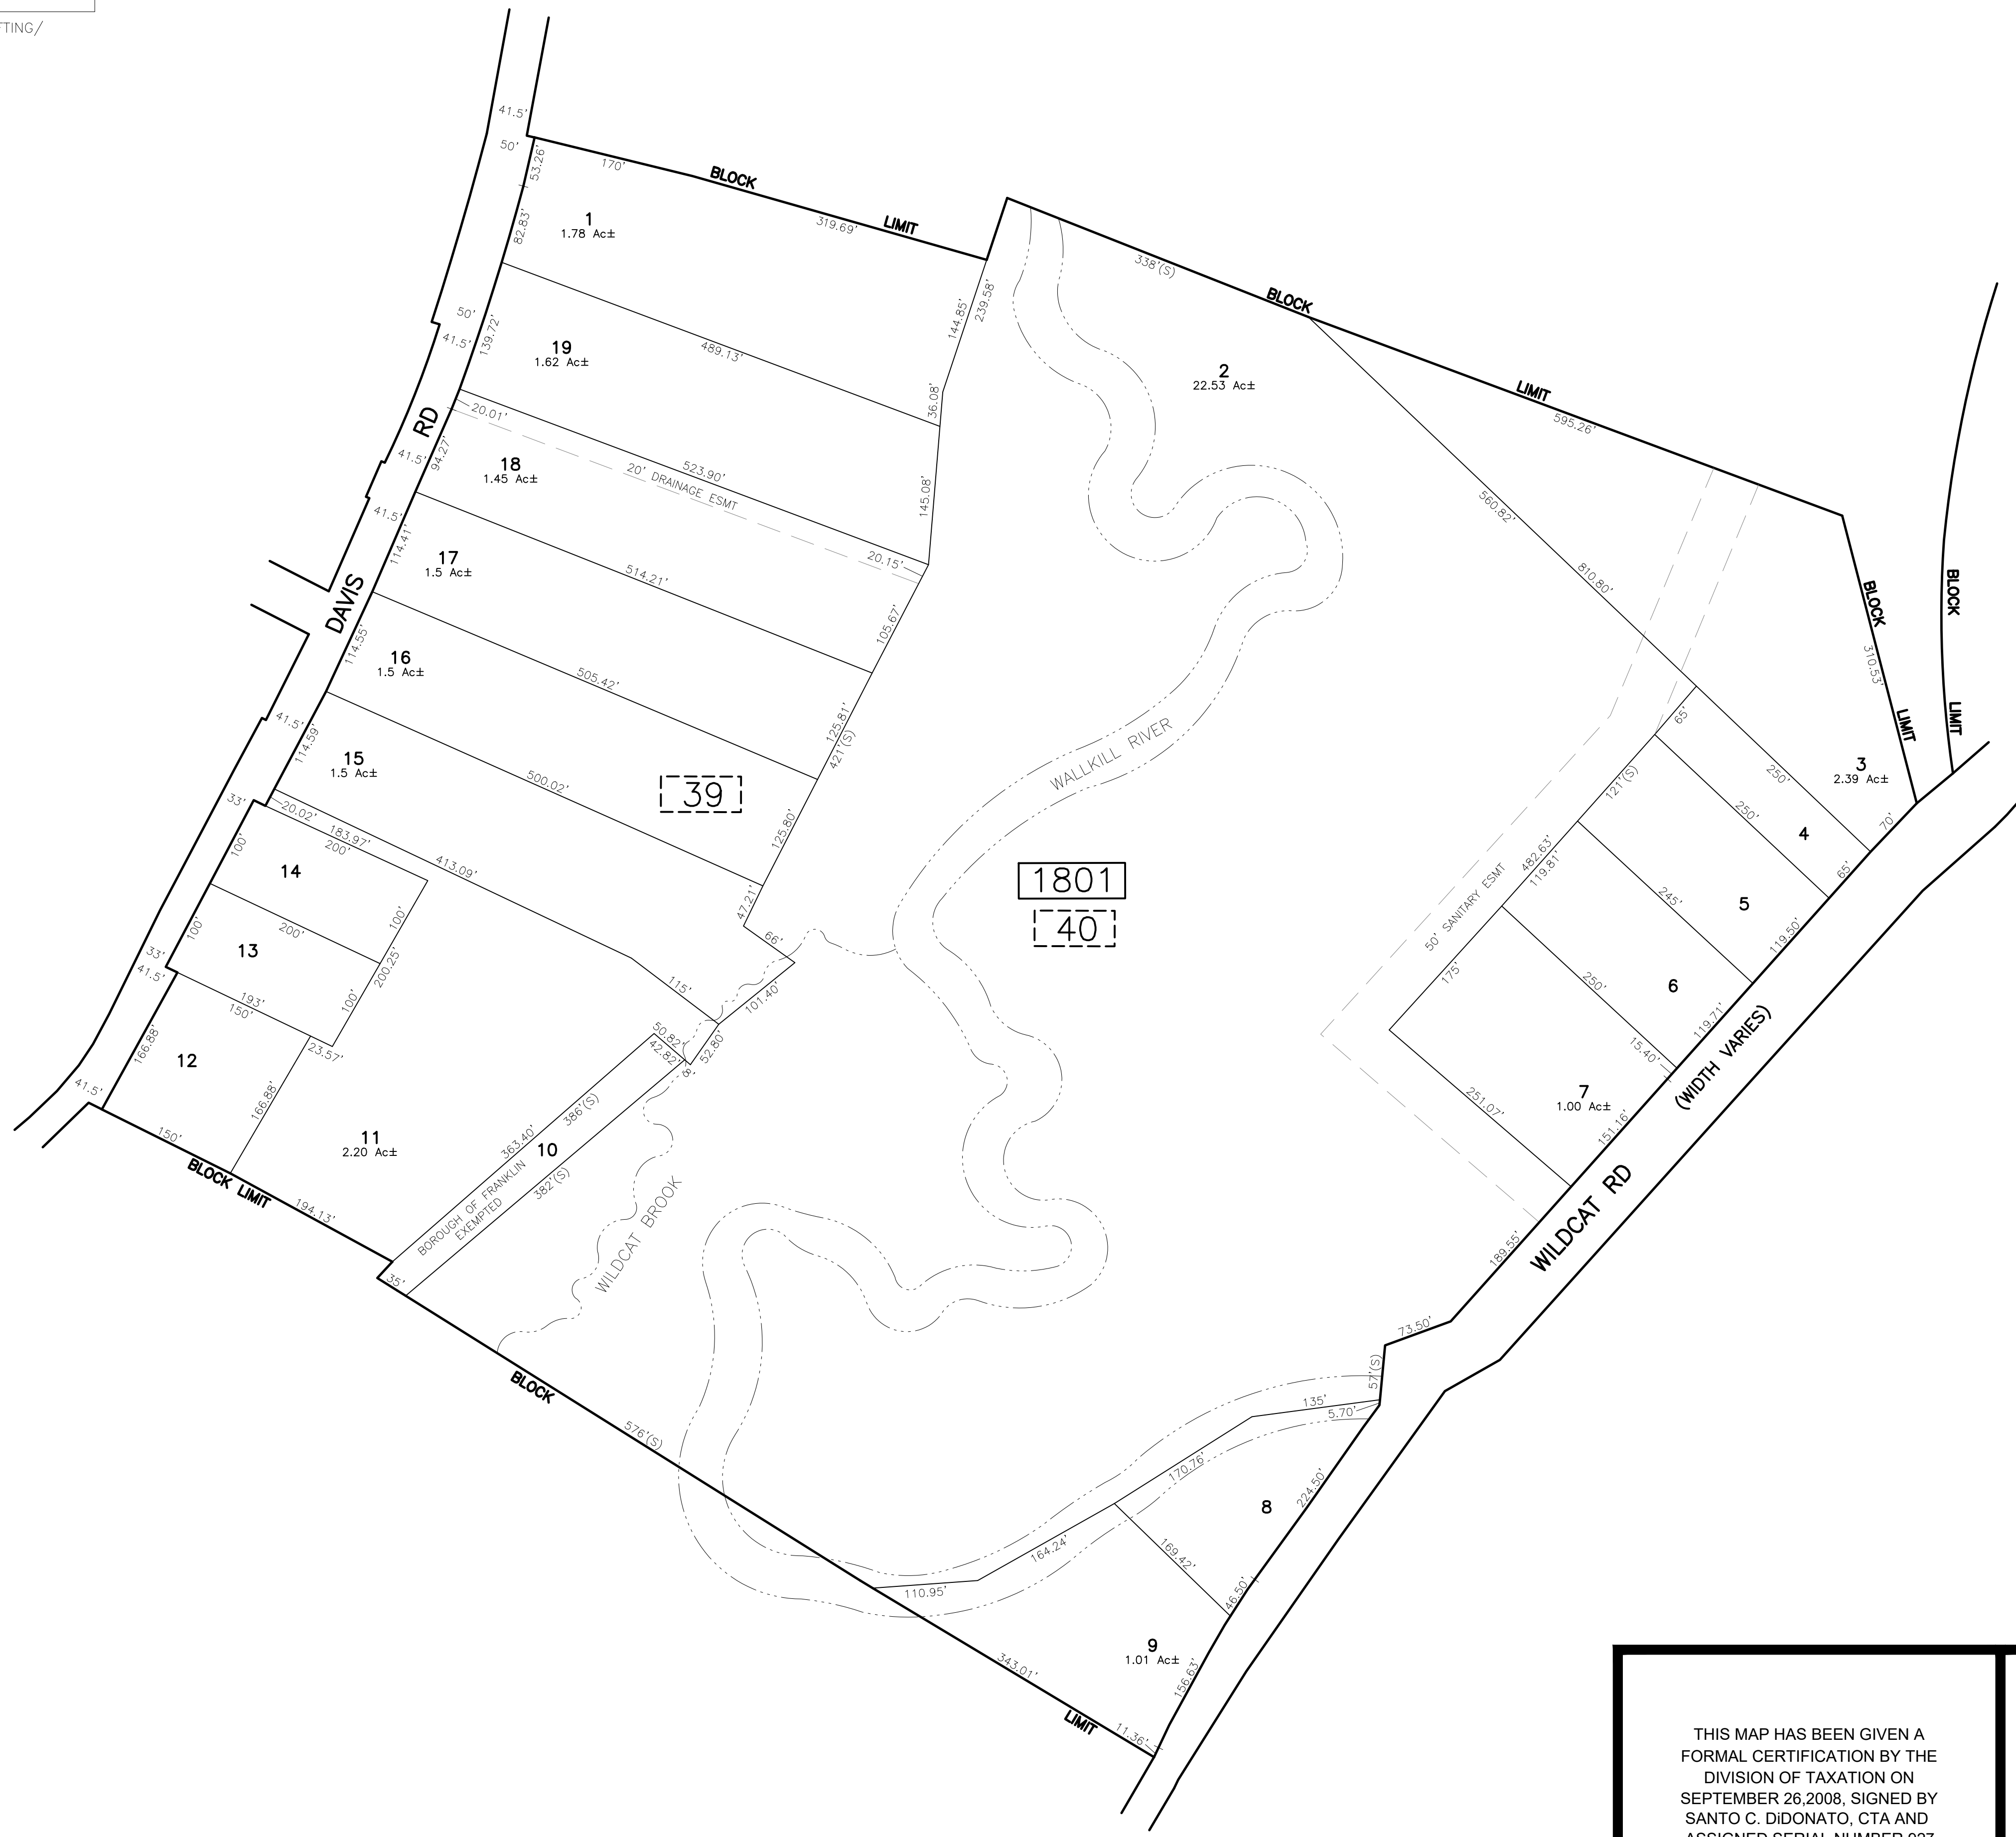 FTING/
41.5'
50'
53.26'
170'
BLOCK
LIMIT
319.69'
82.83'
1
1.78 Ac±
338'(S)
BLOCK
LIMIT
595.26'
144.85'
239.58'
50'
41.5'
139.72'
19
1.62 Ac±
489.13'
36.08'
2
22.53 Ac±
RD
20.01'
94.27'
41.5'
18
1.45 Ac±
523.90'
20' DRAINAGE ESMT
145.08'
20.15'
560.82'
810.80'
41.5'
114.41'
17
1.5 Ac±
514.21'
105.67'
DAVIS
114.55'
16
1.5 Ac±
505.42'
125.81'
421'(S)
BLOCK
310.53'
LIMIT
BLOCK
LIMIT
41.5'
114.59'
15
1.5 Ac±
500.02'
39
125.80'
WALLKILL RIVER
65'
121'(S)
250'
3
2.39 Ac±
70'
250'
4
65'
33'
20.02'
183.97'
200'
413.09'
100'
14
100'
47.21'
66'
1801
40
482.63'
119.81'
50' SANITARY ESMT
245'
5
119.50'
100'
200'
13
200.25'
33'
41.5'
193'
150'
100'
23.57'
115'
101.40'
175'
250'
6
119.71'
15.40'
(WIDTH VARIES)
166.88'
12
166.88'
41.5'
150'
BLOCK LIMIT
194.13'
11
2.20 Ac±
50.82'
42.82'
8'
52.80'
363.40'
386'(S)
10
BOROUGH OF FRANKLIN
EXEMPTED
382'(S)
35'
WILDCAT BROOK
251.07'
7
1.00 Ac±
151.16'
WILDCAT RD
189.55'
73.50'
57'(S)
135'
5.70'
BLOCK
576'(S)
170.76'
224.50'
8
164.24'
169.42'
46.50'
110.95'
9
1.01 Ac±
343.01'
156.63'
LIMIT
11.36'
THIS MAP HAS BEEN GIVEN A
FORMAL CERTIFICATION BY THE
DIVISION OF TAXATION ON
SEPTEMBER 26,2008, SIGNED BY
SANTO C. DiDONATO, CTA AND
ASSIGNED SERIAL NUMBER 927